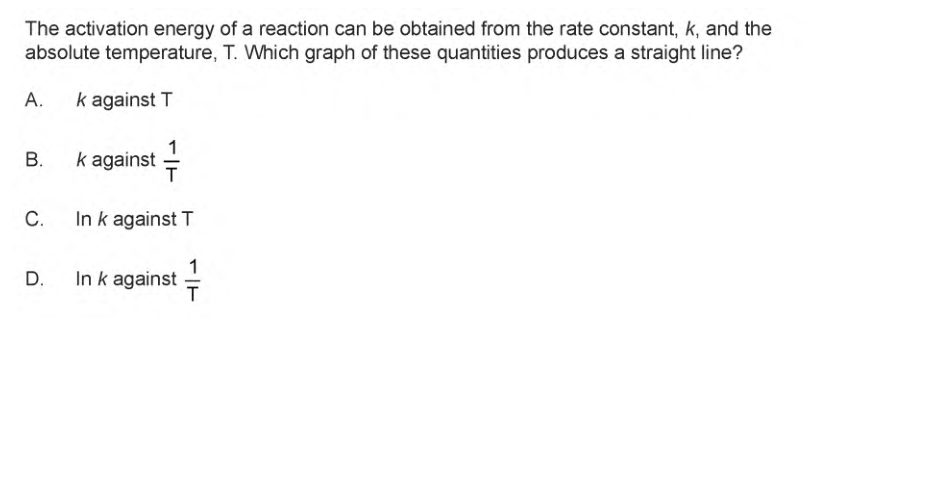 The activation energy of a reaction can be obtained from the rate constant, k, and the
absolute temperature, T. Which graph of these quantities produces a straight line?
A. k against T
B. k against 1/T
C. ln k against T
D. ln k against 1/T